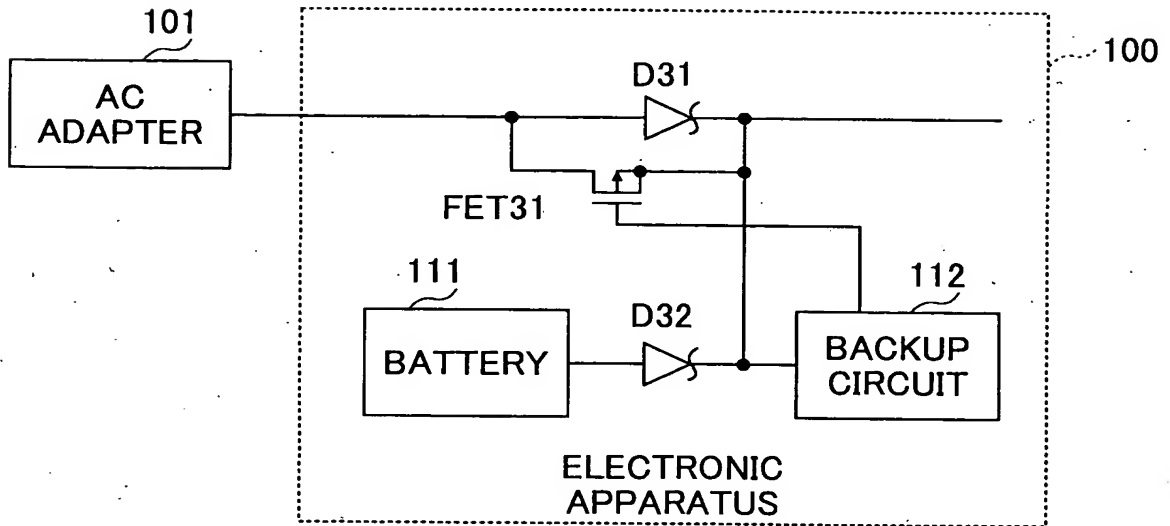 101
AC
ADAPTER
100
D31
FET31
111
BATTERY
D32
112
BACKUP
CIRCUIT
ELECTRONIC
APPARATUS